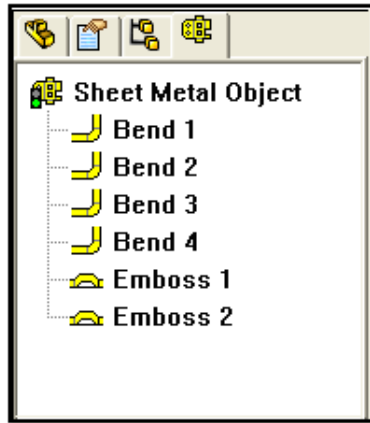 Sheet Metal Object
Bend 1
Bend 2
Bend 3
Bend 4
Emboss 1
Emboss 2